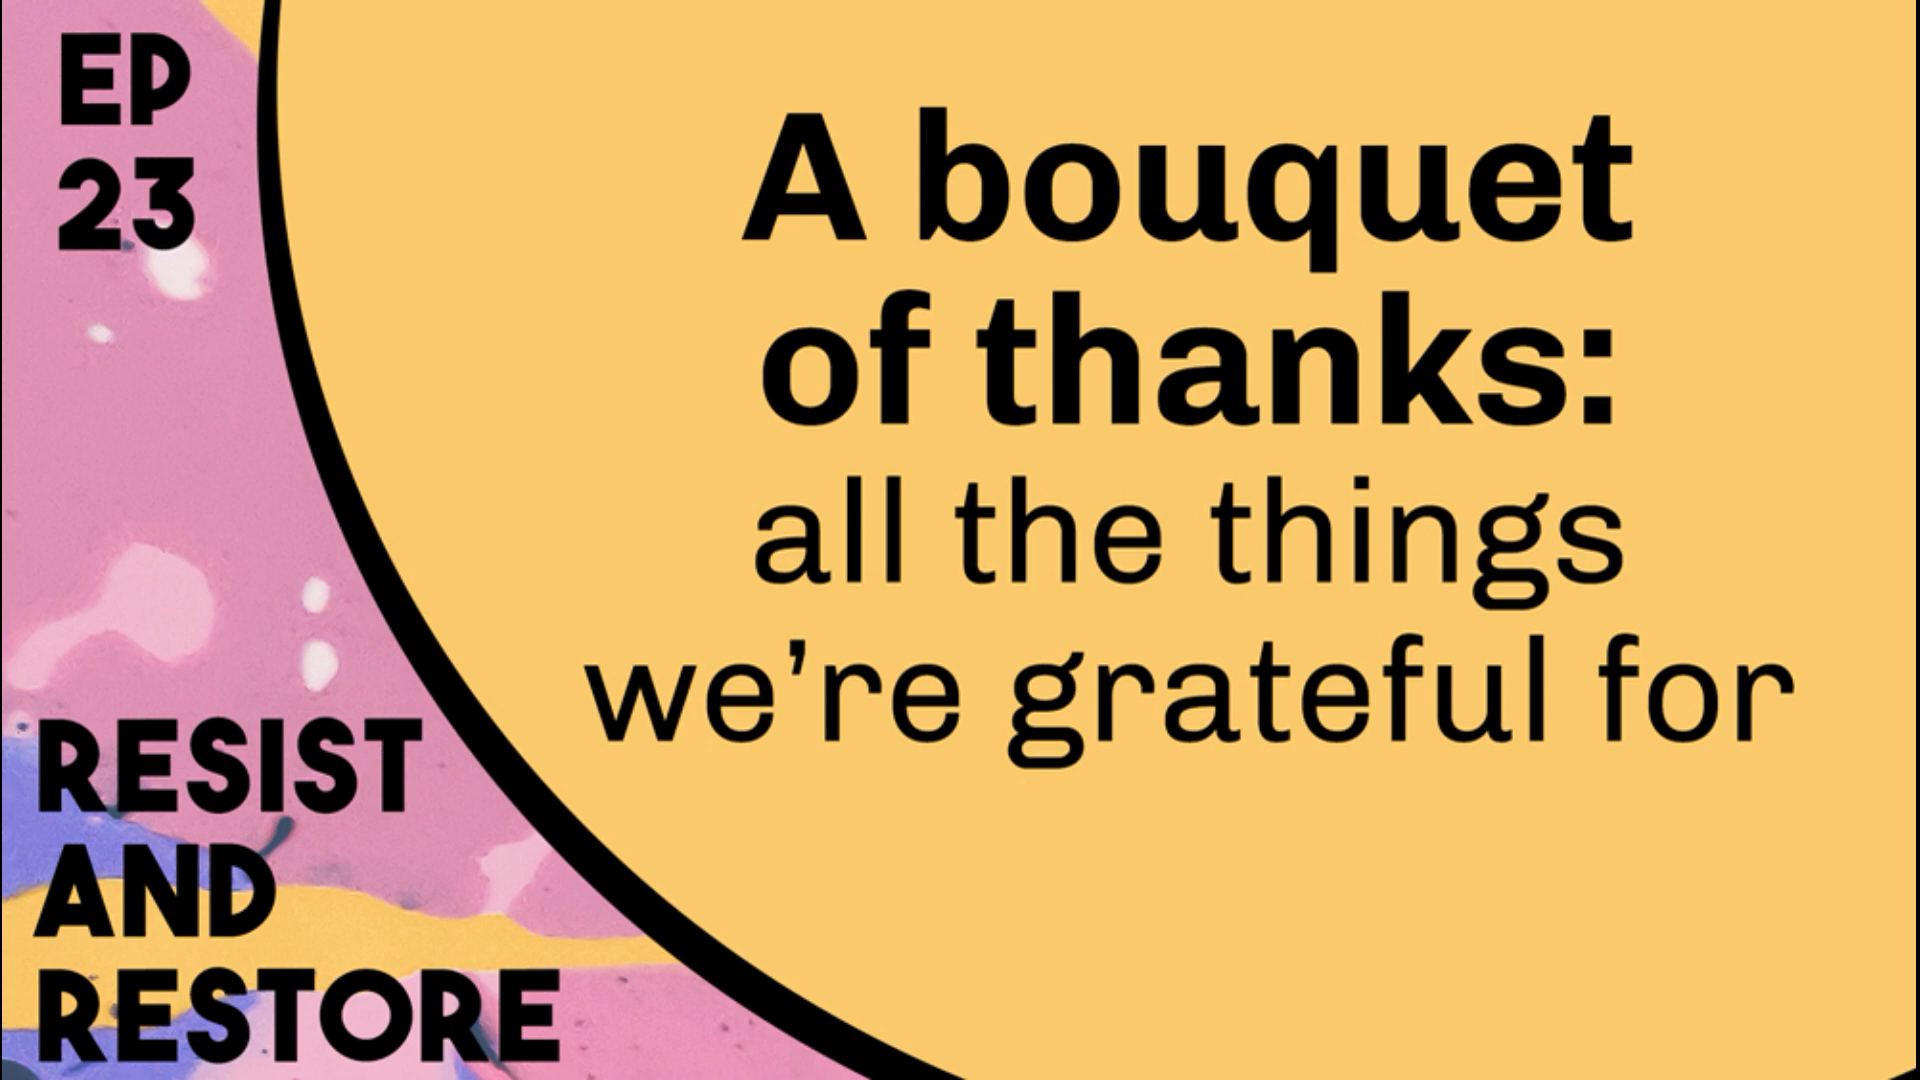 EP
23
A bouquet
of thanks:
all the things
we’re grateful for
RESIST
AND
RESTORE